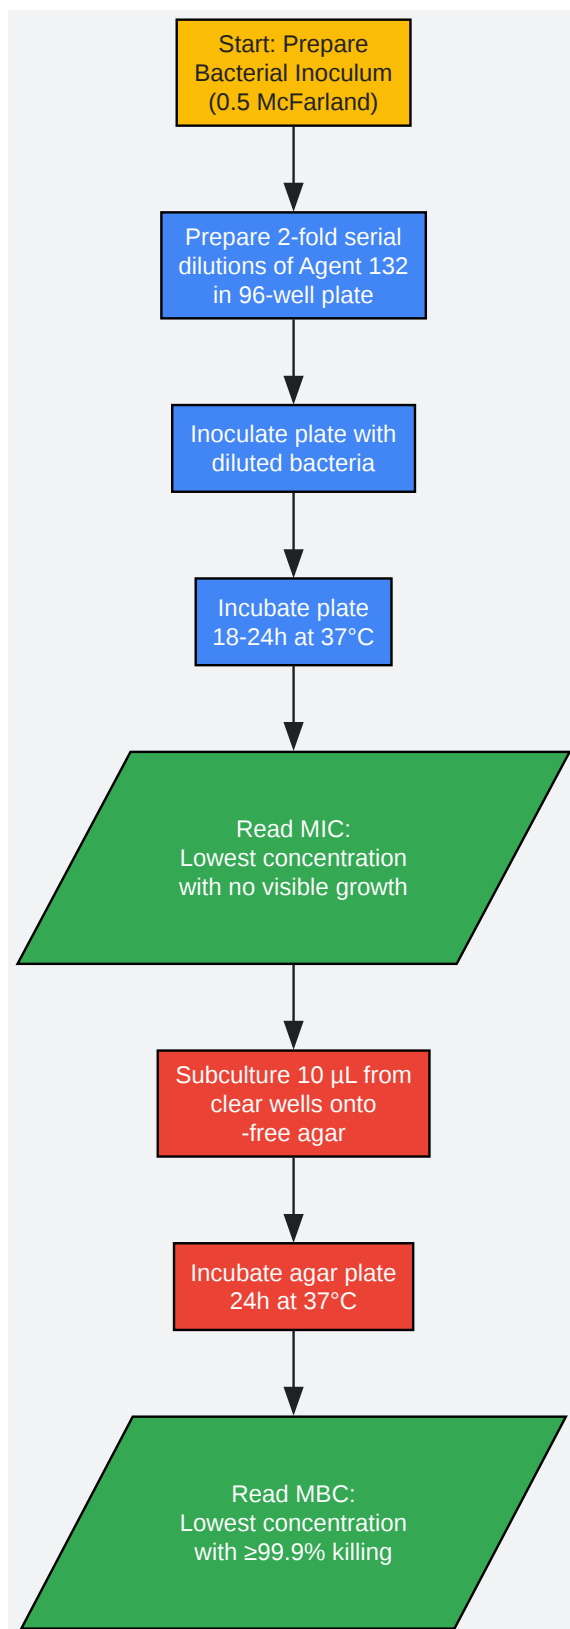 Start: Prepare
Bacterial Inoculum
(0.5 McFarland)
Prepare 2-fold serial
dilutions of Agent 132
in 96-well plate
Inoculate plate with
diluted bacteria
Incubate plate
18-24h at 37°C
Read MIC:
Lowest concentration
with no visible growth
Subculture 10 µL from
clear wells onto
-free agar
Incubate agar plate
24h at 37°C
Read MBC:
Lowest concentration
with ≥99.9% killing